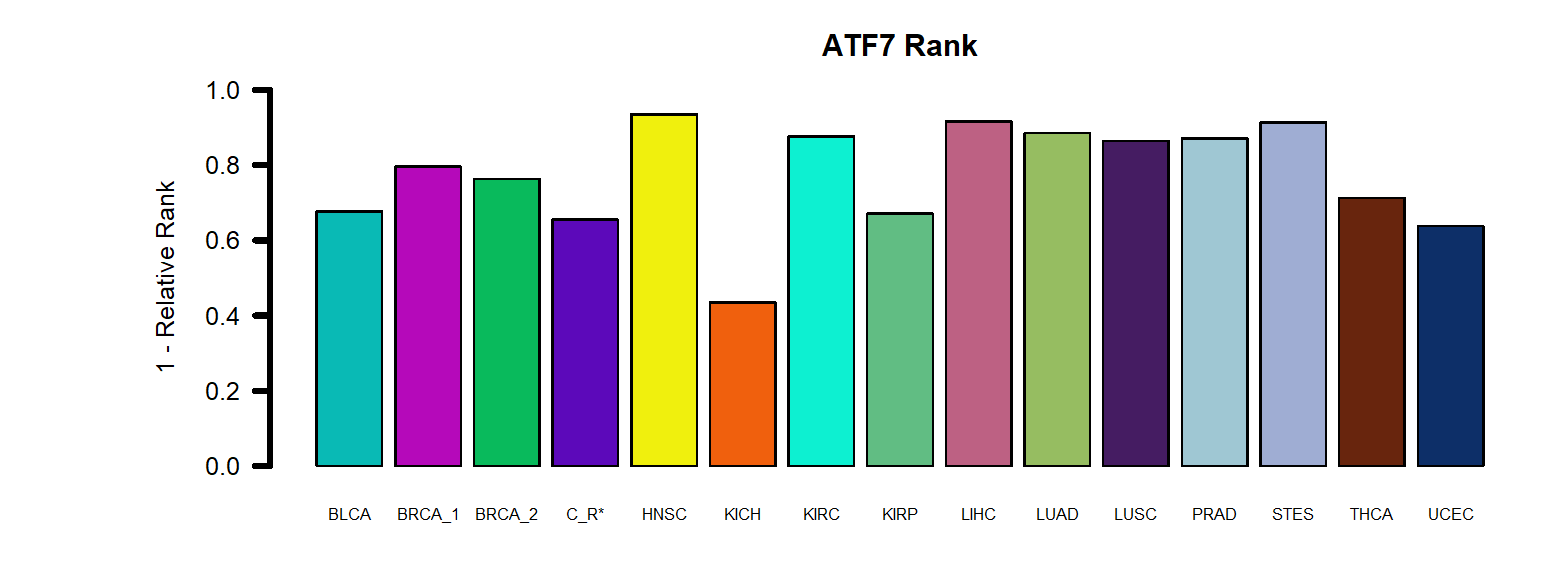 ATF7 Rank
1 - Relative Rank
1.0
0.8
0.6
0.4
0.2
0.0
BLCA BRCA_1 BRCA_2 C_R* HNSC KICH KIRC KIRP LIHC LUAD LUSC PRAD STES THCA UCEC